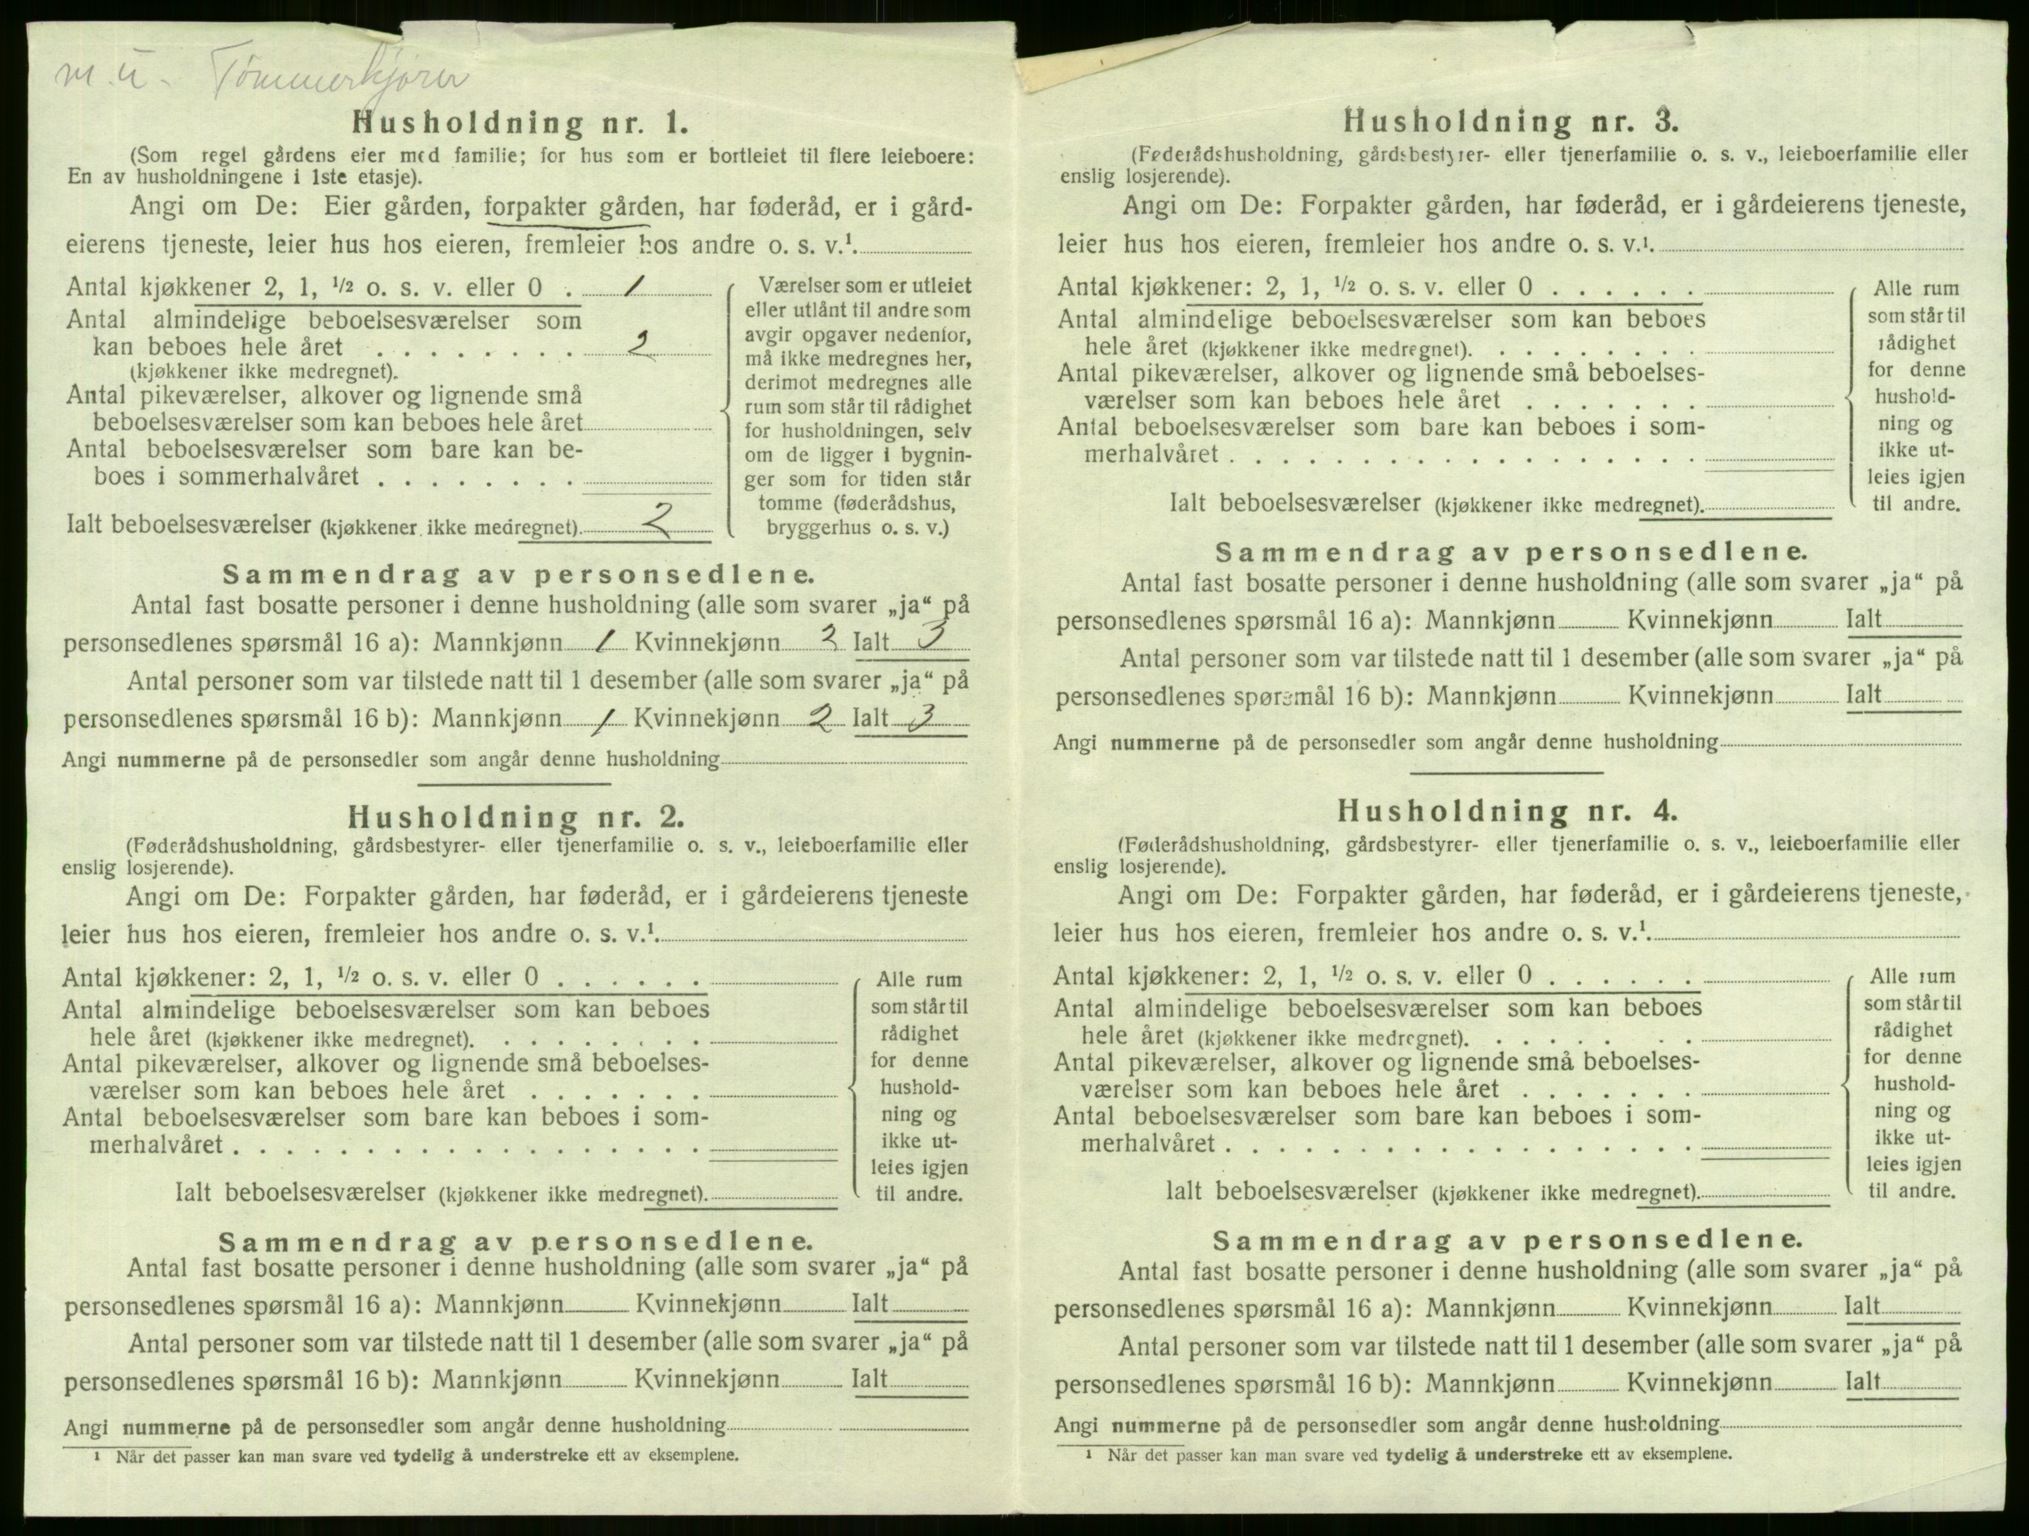 m.u. Tømmerkjører
Husholdning nr. 1.
(Som regel gårdens eier med familie; for hus som er bortleiet til flere leieboere:
En av husholdningene i 1ste etasje).
Angi om De: Eier gården, forpakter gården, har føderåd, er i gård-
eierens tjeneste, leier hus hos eieren, fremleier hos andre o. s. v.¹.
Antal kjøkkener 2, 1, ¹/² o. s. v. eller 0 . 1
Antal almindelige beboelsesværelser som
kan beboes hele året . . . . . . . . 2
(kjøkkener ikke medregnet).
Antal pikeværelser, alkover og lignende små
beboelsesværelser som kan beboes hele året
Antal beboelsesværelser som bare kan be-
boes i sommerhalvåret . . . . . . . .
Ialt beboelsesværelser (kjøkkener ikke medregnet). 2
Værelser som er utleiet
eller utlånt til andre som
avgir opgaver nedenfor,
må ikke medregnes her,
derimot medregnes alle
rum som står til rådighet
for husholdningen, selv
om de ligger i bygnin-
ger som for tiden står
tomme (føderådshus,
bryggerhus o. s. v.)
Sammendrag av personsedlene.
Antal fast bosatte personer i denne husholdning (alle som svarer „ja“ på
personsedlenes spørsmål 16 a): Mannkjønn 1 Kvinnekjønn 2 Ialt 3
Antal personer som var tilstede natt til 1 desember (alle som svarer „ja“ på
personsedlenes spørsmål 16 b): Mannkjønn 1 Kvinnekjønn 2 Ialt 3
Angi nummerne på de personsedler som angår denne husholdning
Husholdning nr. 2.
(Føderådshusholdning, gårdsbestyrer- eller tjenerfamilie o. s. v., leieboerfamilie eller
enslig losjerende).
Angi om De: Forpakter gården, har føderåd, er i gårdeierens tjeneste
leier hus hos eieren, fremleier hos andre o. s. v.¹.
Antal kjøkkener: 2, 1, ¹/² o. s. v. eller 0 . . . . . .
Antal almindelige beboelsesværelser som kan beboes
hele året (kjøkkener ikke medregnet). . . . . . . . .
Antal pikeværelser, alkover og lignende små beboelses-
værelser som kan beboes hele året . . . . . . .
Antal beboelsesværelser som bare kan beboes i som-
merhalvåret . . . . . . . . . . . . . . . . . .
Ialt beboelsesværelser (kjøkkener ikke medregnet).
Alle rum
som står til
rådighet
for denne
hushold-
ning og
ikke ut-
leies igjen
til andre.
Sammendrag av personsedlene.
Antal fast bosatte personer i denne husholdning (alle som svarer „ja“ på
personsedlenes spørsmål 16 a): Mannkjønn Kvinnekjønn Ialt
Antal personer som var tilstede natt til 1 desember (alle som svarer „ja“ på
personsedlenes spørsmål 16 b): Mannkjønn Kvinnekjønn Ialt
Angi nummerne på de personsedler som angår denne husholdning
¹ Når det passer kan man svare ved tydelig å understreke ett av eksemplene.
Husholdning nr. 3.
(Føderådshusholdning, gårdsbestyrer- eller tjenerfamilie o. s. v., leieboerfamilie eller
enslig losjerende).
Angi om De: Forpakter gården, har føderåd, er i gårdeierens tjeneste,
leier hus hos eieren, fremleier hos andre o. s. v.¹.
Antal kjøkkener: 2, 1, ¹/² o. s. v. eller 0 . . . . . .
Antal almindelige beboelsesværelser som kan beboes
hele året (kjøkkener ikke medregnet). . . . . . . . .
Antal pikeværelser, alkover og lignende små beboelses-
værelser som kan beboes hele året . . . . . . .
Antal beboelsesværelser som bare kan beboes i som-
merhalvåret . . . . . . . . . . . . . . . . . .
Ialt beboelsesværelser (kjøkkener ikke medregnet).
Alle rum
som står til
rådighet
for denne
hushold-
ning og
ikke ut-
leies igjen
til andre.
Sammendrag av personsedlene.
Antal fast bosatte personer i denne husholdning (alle som svarer „ja“ på
personsedlenes spørsmål 16 a): Mannkjønn Kvinnekjønn Ialt
Antal personer som var tilstede natt til 1 desember (alle som svarer „ja“ på
personsedlenes spørsmål 16 b): Mannkjønn Kvinnekjønn Ialt
Angi nummerne på de personsedler som angår denne husholdning
Husholdning nr. 4.
(Føderådshusholdning, gårdsbestyrer- eller tjenerfamilie o. s. v., leieboerfamilie eller
enslig losjerende).
Angi om De: Forpakter gården, har føderåd, er i gårdeierens tjeneste,
leier hus hos eieren, fremleier hos andre o. s. v.¹.
Antal kjøkkener: 2, 1, ¹/² o. s. v. eller 0 . . . . . .
Antal almindelige beboelsesværelser som kan beboes
hele året (kjøkkener ikke medregnet). . . . . . . .
Antal pikeværelser, alkover og lignende små beboelses-
værelser som kan beboes hele året . . . . . . .
Antal beboelsesværelser som bare kan beboes i som-
merhalvåret . . . . . . . . . . . . . . . . . .
Ialt beboelsesværelser (kjøkkener ikke medregnet).
Alle rum
som står til
rådighet
for denne
hushold-
ning og
ikke ut-
leies igjen
til andre.
Sammendrag av personsedlene.
Antal fast bosatte personer i denne husholdning (alle som svarer „ja“ på
personsedlenes spørsmål 16 a): Mannkjønn Kvinnekjønn Ialt
Antal personer som var tilstede natt til 1 desember (alle som svarer „ja“ på
personsedlenes spørsmål 16 b): Mannkjønn Kvinnekjønn Ialt
Angi nummerne på de personsedler som angår denne husholdning
¹ Når det passer kan man svare ved tydelig å understreke ett av eksemplene.